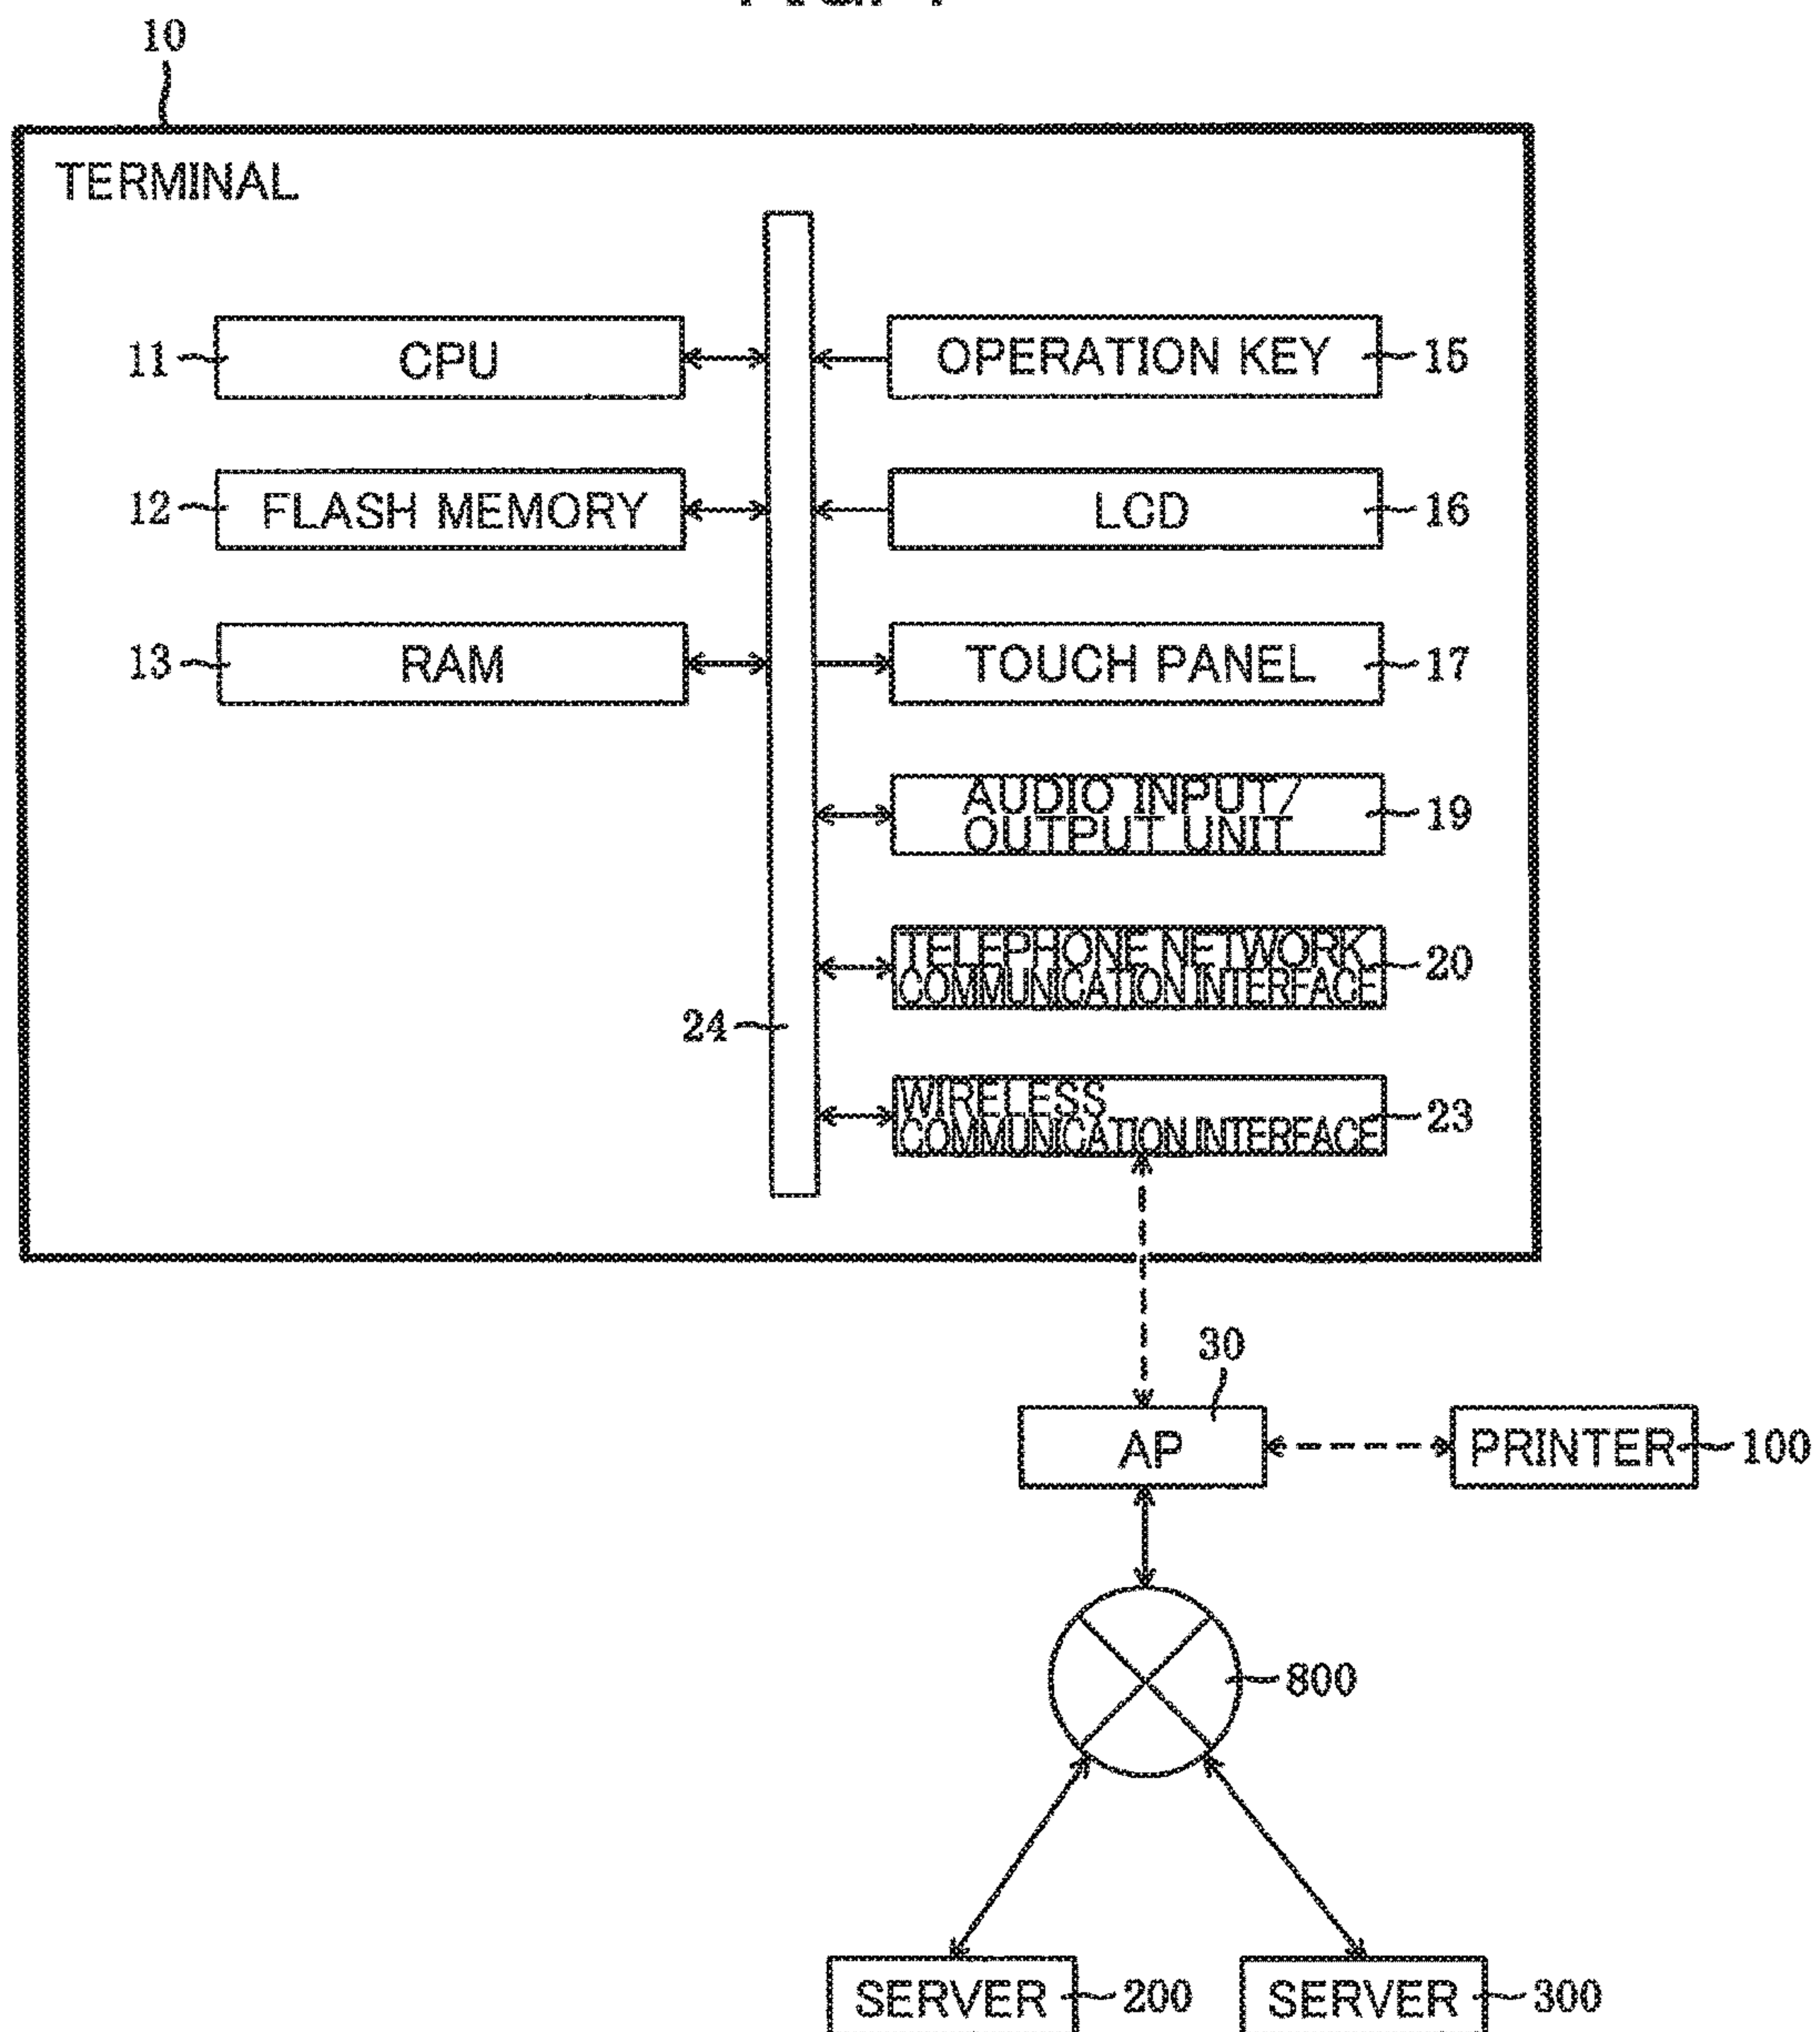 10
TERMINAL
11 CPU
OPERATION KEY 15
12 FLASH MEMORY
LCD 16
13 RAM
TOUCH PANEL 17
AUDIO INPUT/
OUTPUT UNIT 19
TELEPHONE NETWORK
COMMUNICATION INTERFACE 20
24
WIRELESS
COMMUNICATION INTERFACE 23
30
AP
PRINTER 100
800
SERVER 200
SERVER 300